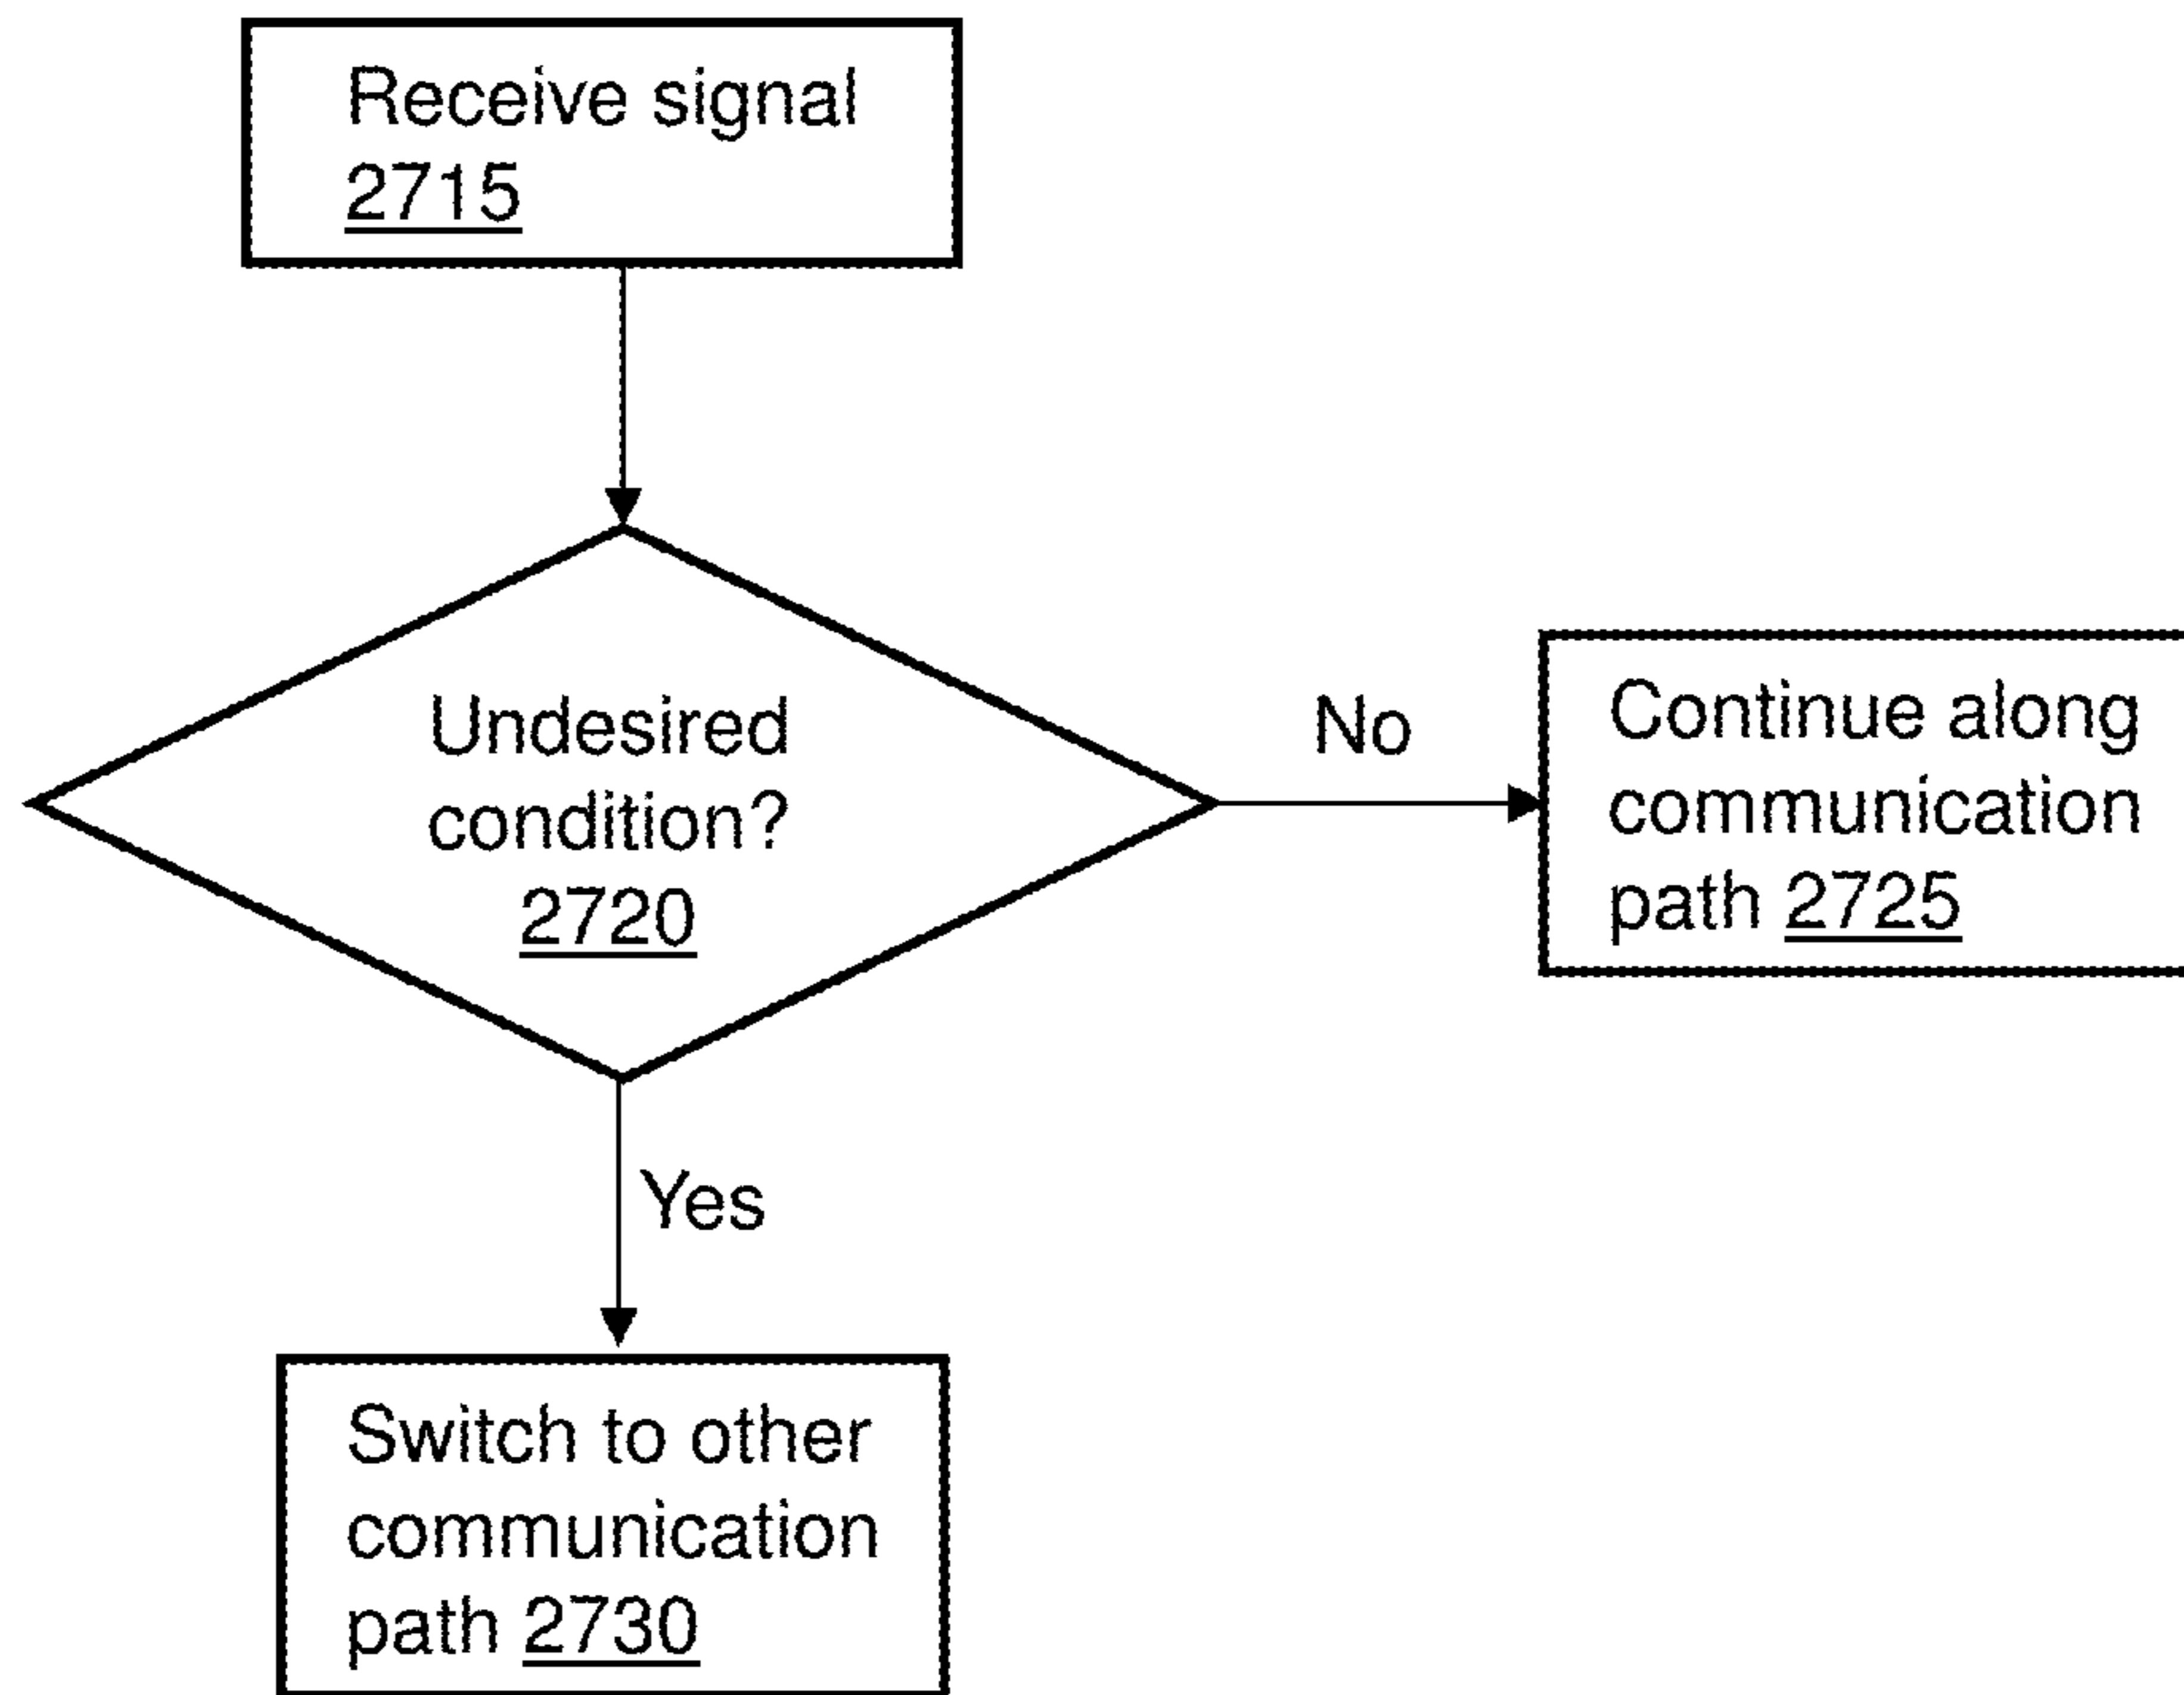 Receive signal
2715
Undesired
condition?
2720
No
Continue along
communication
path 2725
Yes
Switch to other
communication
path 2730